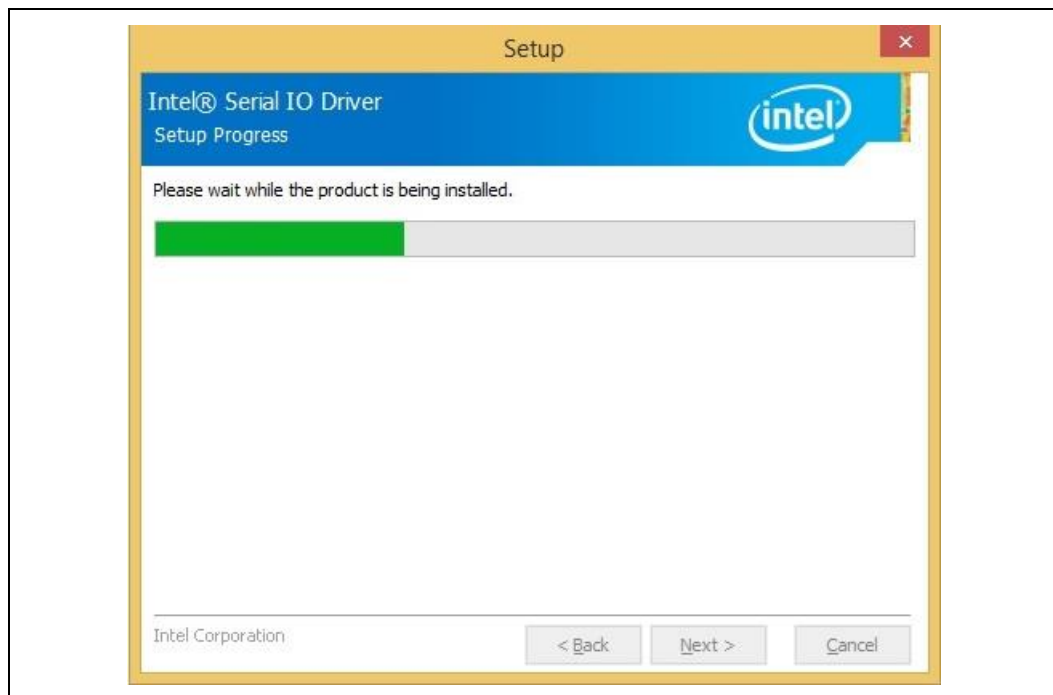 Setup
Intel® Serial IO Driver
Setup Progress
intel
Please wait while the product is being installed.
Intel Corporation
< Back Next > Cancel